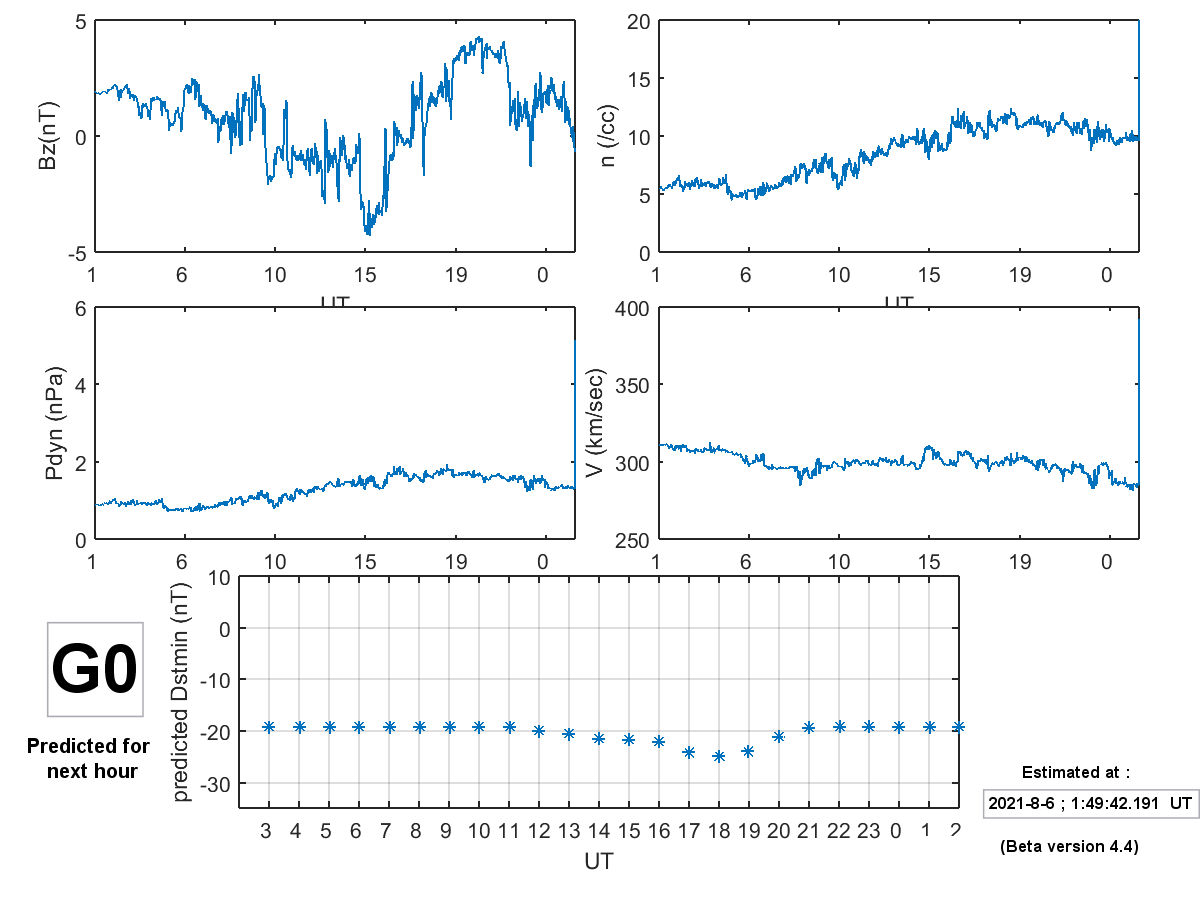 5
0
-5
Bz(nT)
1 6 10 15 19 0
UT
20
15
10
5
0
n (/cc)
1 6 10 15 19 0
UT
6
4
2
0
Pdyn (nPa)
1 6 10 15 19 0
400
350
300
250
V (km/sec)
1 6 10 15 19 0
G0
Predicted for
next hour
10
0
-10
-20
-30
predicted Dstmin (nT)
3 4 5 6 7 8 9 10 11 12 13 14 15 16 17 18 19 20 21 22 23 0 1 2
UT
Estimated at :
2021-8-6 ; 1:49:42.191 UT
(Beta version 4.4)